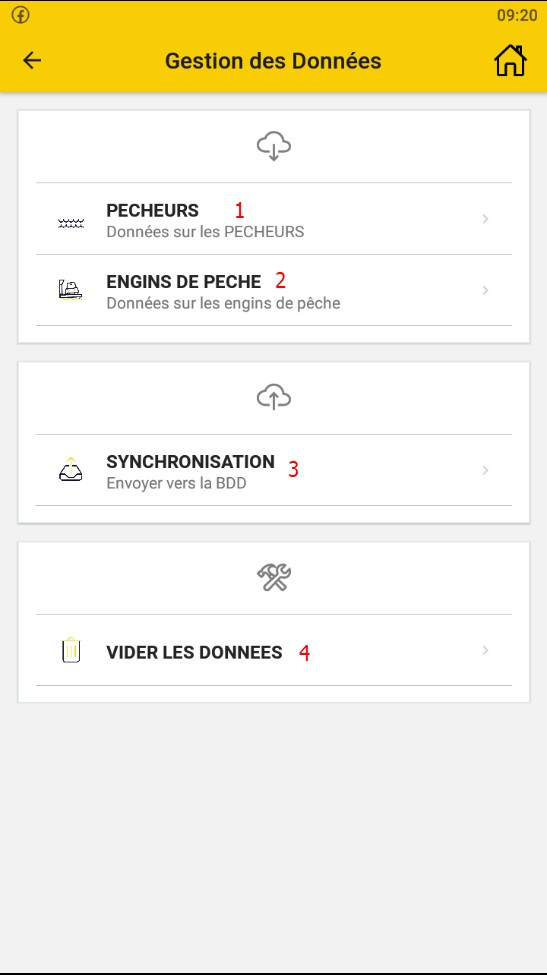 09:20
Gestion des Données
PECHEURS 1
Données sur les PECHEURS
ENGINS DE PECHE 2
Données sur les engins de pêche
SYNCHRONISATION 3
Envoyer vers la BDD
VIDER LES DONNEES 4